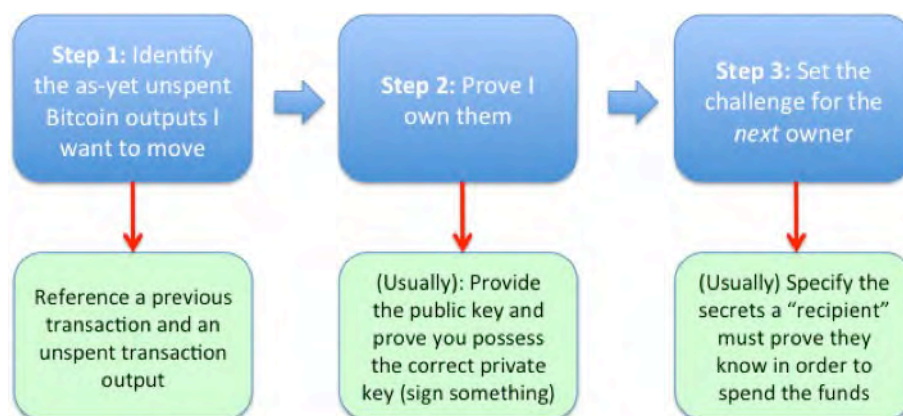 Step 1: Identify
the as-yet unspent
Bitcoin outputs I
want to move
Step 2: Prove I
own them
Step 3: Set the
challenge for the
next owner
Reference a previous
transaction and an
unspent transaction
output
(Usually): Provide
the public key and
prove you possess
the correct private
key (sign something)
(Usually) Specify the
secrets a “recipient”
must prove they
know in order to
spend the funds